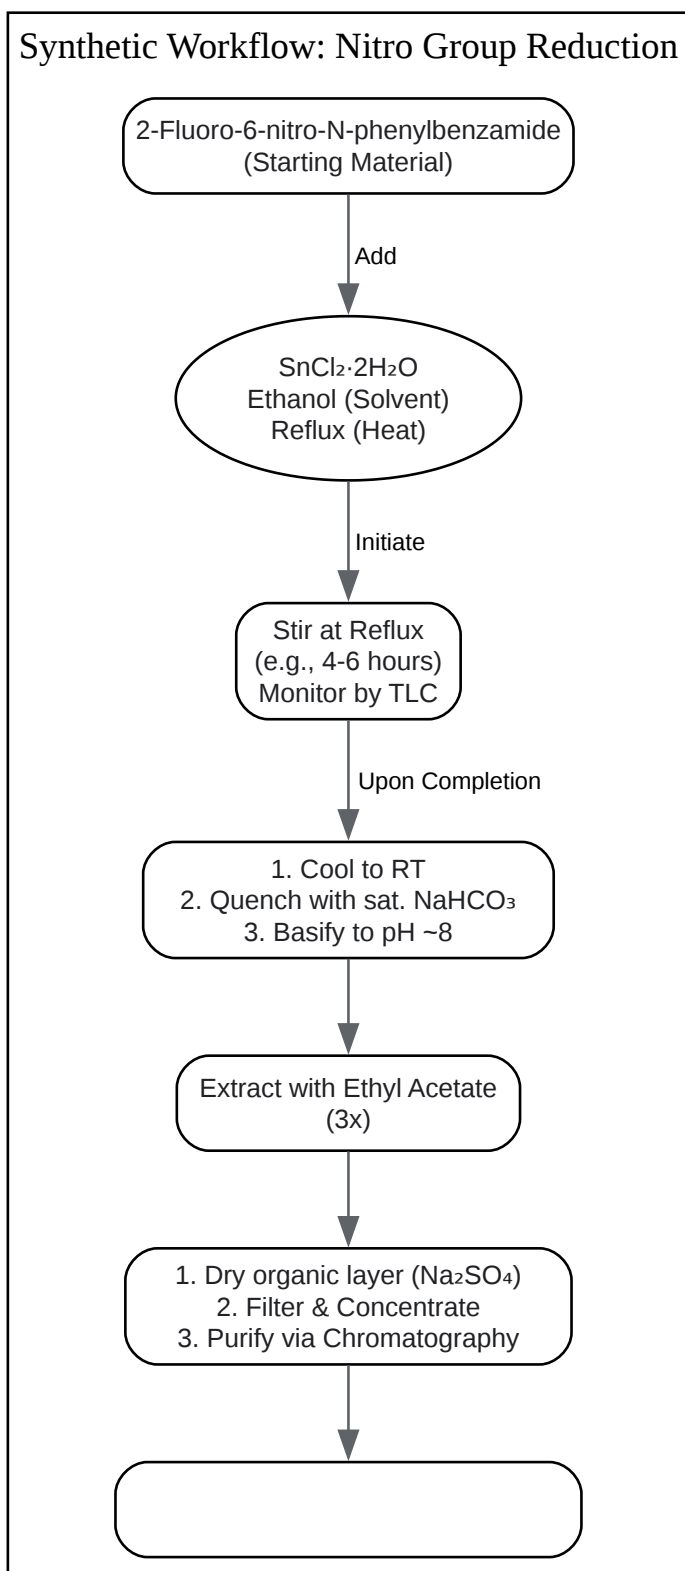 Synthetic Workflow: Nitro Group Reduction
2-Fluoro-6-nitro-N-phenylbenzamide
(Starting Material)
Add
SnCl₂·2H₂O
Ethanol (Solvent)
Reflux (Heat)
Initiate
Stir at Reflux
(e.g., 4-6 hours)
Monitor by TLC
Upon Completion
1. Cool to RT
2. Quench with sat. NaHCO₃
3. Basify to pH ~8
Extract with Ethyl Acetate
(3x)
1. Dry organic layer (Na₂SO₄)
2. Filter & Concentrate
3. Purify via Chromatography